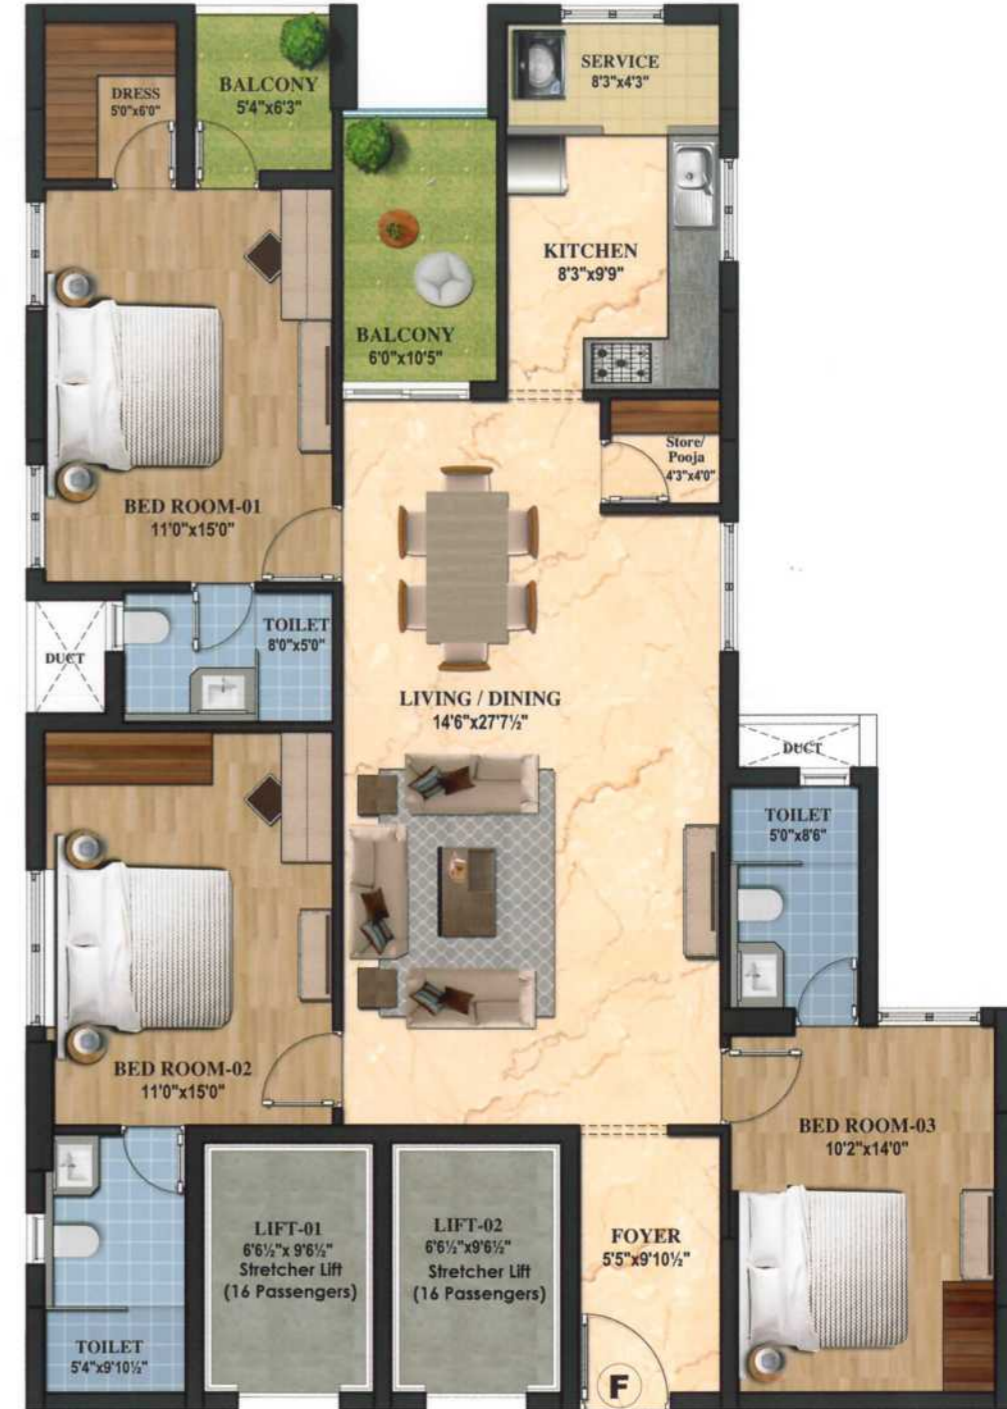 SERVICE
8'3"x4'3"
DRESS
5'0"x6'0"
BALCONY
5'4"x6'3"
KITCHEN
8'3"x9'9"
BALCONY
6'0"x10'5"
Store/
Pooja
4'3"x4'0"
BED ROOM-01
11'0"x15'0"
TOILET
8'0"x5'0"
DUCT
LIVING / DINING
14'6"x27'7½"
DUCT
TOILET
5'0"x8'6"
BED ROOM-02
11'0"x15'0"
BED ROOM-03
10'2"x14'0"
LIFT-01
6'6½"x 9'6½"
Stretcher Lift
(16 Passengers)
LIFT-02
6'6½"x9'6½"
Stretcher Lift
(16 Passengers)
FOYER
5'5"x9'10½"
TOILET
5'4"x9'10½"
F